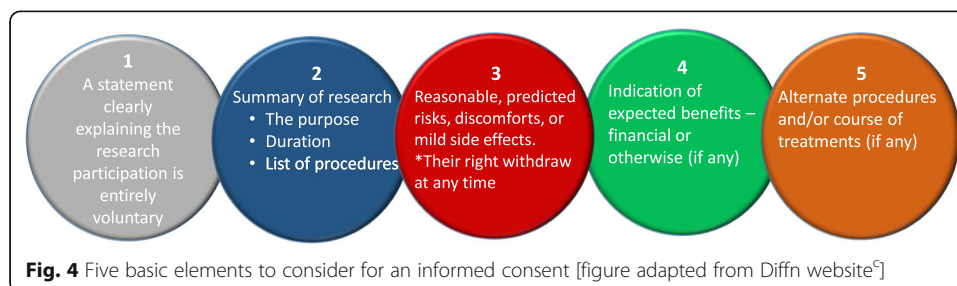 1
A statement
clearly
explaining the
research
participation is
entirely
voluntary
2
Summary of research
• The purpose
• Duration
• List of procedures
3
Reasonable, predicted
risks, discomforts, or
mild side effects.
*Their right withdraw
at any time
4
Indication of
expected benefits –
financial or
otherwise (if any)
5
Alternate procedures
and/or course of
treatments (if any)
Fig. 4 Five basic elements to consider for an informed consent [figure adapted from Diffn websiteᶜ]